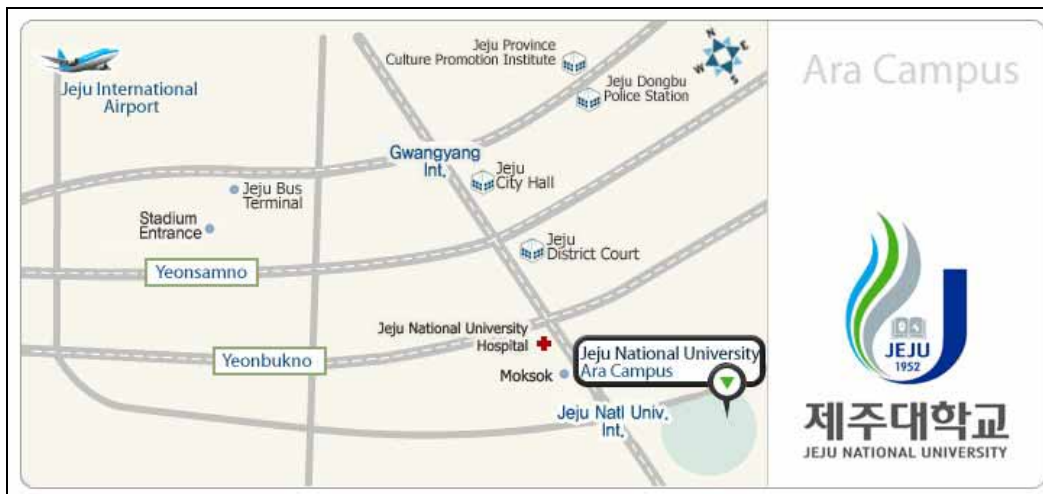 Jeju International
Airport
Jeju Province
Culture Promotion Institute
Jeju Dongbu
Police Station
N
E
W
S
Ara Campus
Gwangyang
Int.
Jeju
City Hall
Jeju Bus
Terminal
Stadium
Entrance
Jeju
District Court
Yeonsamno
Jeju National University
Hospital
Yeonbukno
Moksok
Jeju National University
Ara Campus
Jeju Natl Univ.
Int.
JEJU
1952
제주대학교
JEJU NATIONAL UNIVERSITY